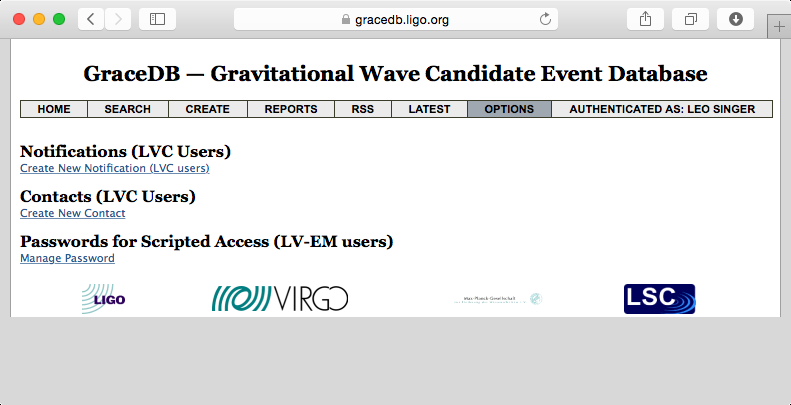 gracedb.ligo.org
GraceDB — Gravitational Wave Candidate Event Database
HOME SEARCH CREATE REPORTS RSS LATEST OPTIONS AUTHENTICATED AS: LEO SINGER
Notifications (LVC Users)
Create New Notification (LVC users)
Contacts (LVC Users)
Create New Contact
Passwords for Scripted Access (LV-EM users)
Manage Password
LIGO VIRGO Max-Planck-Gesellschaft LSC